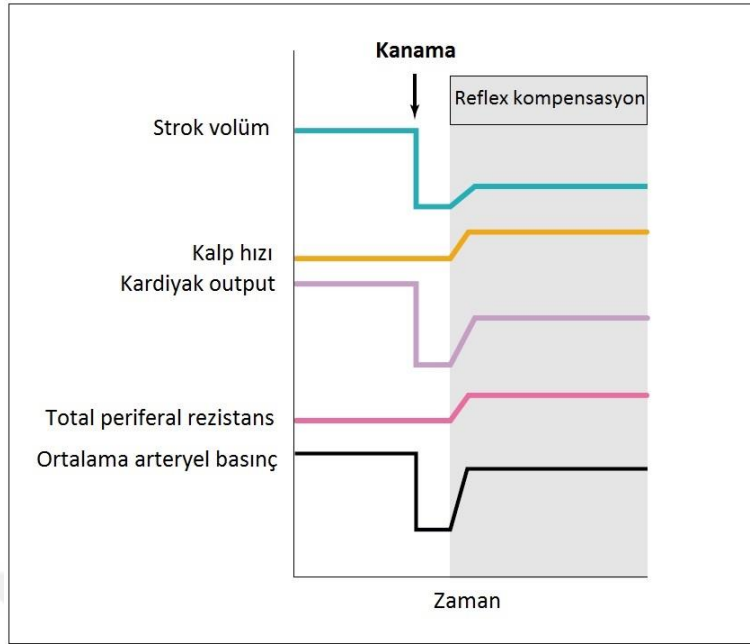 Kanama
Reflex kompensasyon
Strok volüm
Kalp hızı
Kardiyak output
Total periferal rezistans
Ortalama arteryel basınç
Zaman